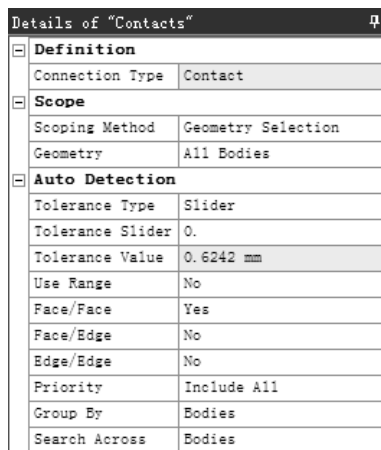 Details of "Contacts"
Definition
Connection Type Contact
Scope
Scoping Method Geometry Selection
Geometry All Bodies
Auto Detection
Tolerance Type Slider
Tolerance Slider 0.
Tolerance Value 0.6242 mm
Use Range No
Face/Face Yes
Face/Edge No
Edge/Edge No
Priority Include All
Group By Bodies
Search Across Bodies